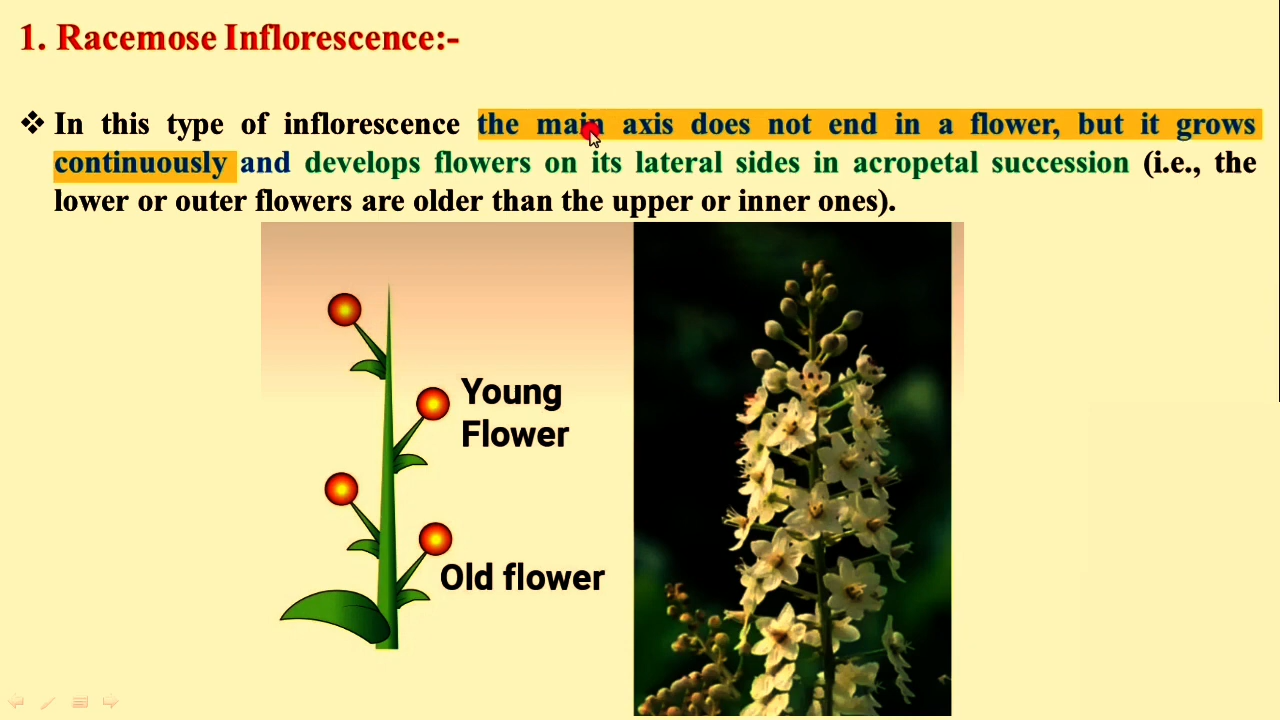 1. Racemose Inflorescence:-
❖ In this type of inflorescence the main axis does not end in a flower, but it grows
continuously and develops flowers on its lateral sides in acropetal succession (i.e., the
lower or outer flowers are older than the upper or inner ones).
Young
Flower
Old flower